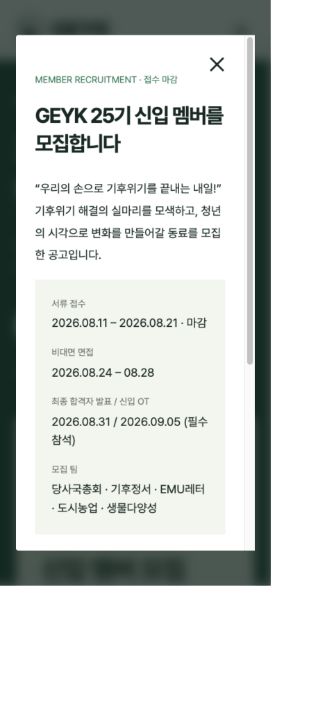 MEMBER RECRUITMENT · 접수 마감
GEYK 25기 신입 멤버를
모집합니다
“우리의 손으로 기후위기를 끝내는 내일!”
기후위기 해결의 실마리를 모색하고, 청년
의 시각으로 변화를 만들어갈 동료를 모집
한 공고입니다.
서류 접수
2026.08.11 – 2026.08.21 · 마감
비대면 면접
2026.08.24 – 08.28
최종 합격자 발표 / 신입 OT
2026.08.31 / 2026.09.05 (필수
참석)
모집 팀
당사국총회 · 기후정서 · EMU레터
· 도시농업 · 생물다양성